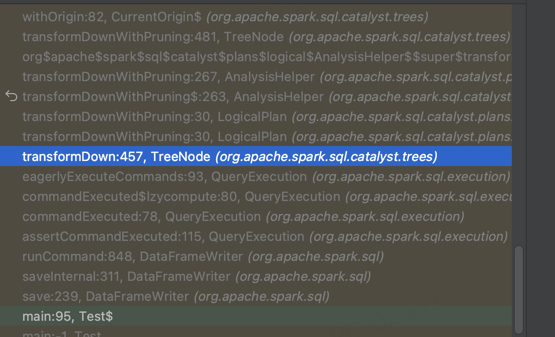 withOrigin:82, CurrentOrigin$ (org.apache.spark.sql.catalyst.trees)
transformDownWithPruning:481, TreeNode (org.apache.spark.sql.catalyst.trees)
org$apache$spark$sql$catalyst$plans$logical$AnalysisHelper$$super$transfor
transformDownWithPruning:267, AnalysisHelper (org.apache.spark.sql.catalyst.p
transformDownWithPruning$:263, AnalysisHelper (org.apache.spark.sql.catalyst
transformDownWithPruning:30, LogicalPlan (org.apache.spark.sql.catalyst.plans.
transformDownWithPruning:30, LogicalPlan (org.apache.spark.sql.catalyst.plans.
transformDown:457, TreeNode (org.apache.spark.sql.catalyst.trees)
eagerlyExecuteCommands:93, QueryExecution (org.apache.spark.sql.execution)
commandExecuted$lzycompute:80, QueryExecution (org.apache.spark.sql.execu
commandExecuted:78, QueryExecution (org.apache.spark.sql.execution)
assertCommandExecuted:115, QueryExecution (org.apache.spark.sql.execution)
runCommand:848, DataFrameWriter (org.apache.spark.sql)
saveInternal:311, DataFrameWriter (org.apache.spark.sql)
save:239, DataFrameWriter (org.apache.spark.sql)
main:95, Test$
main:-1, Test